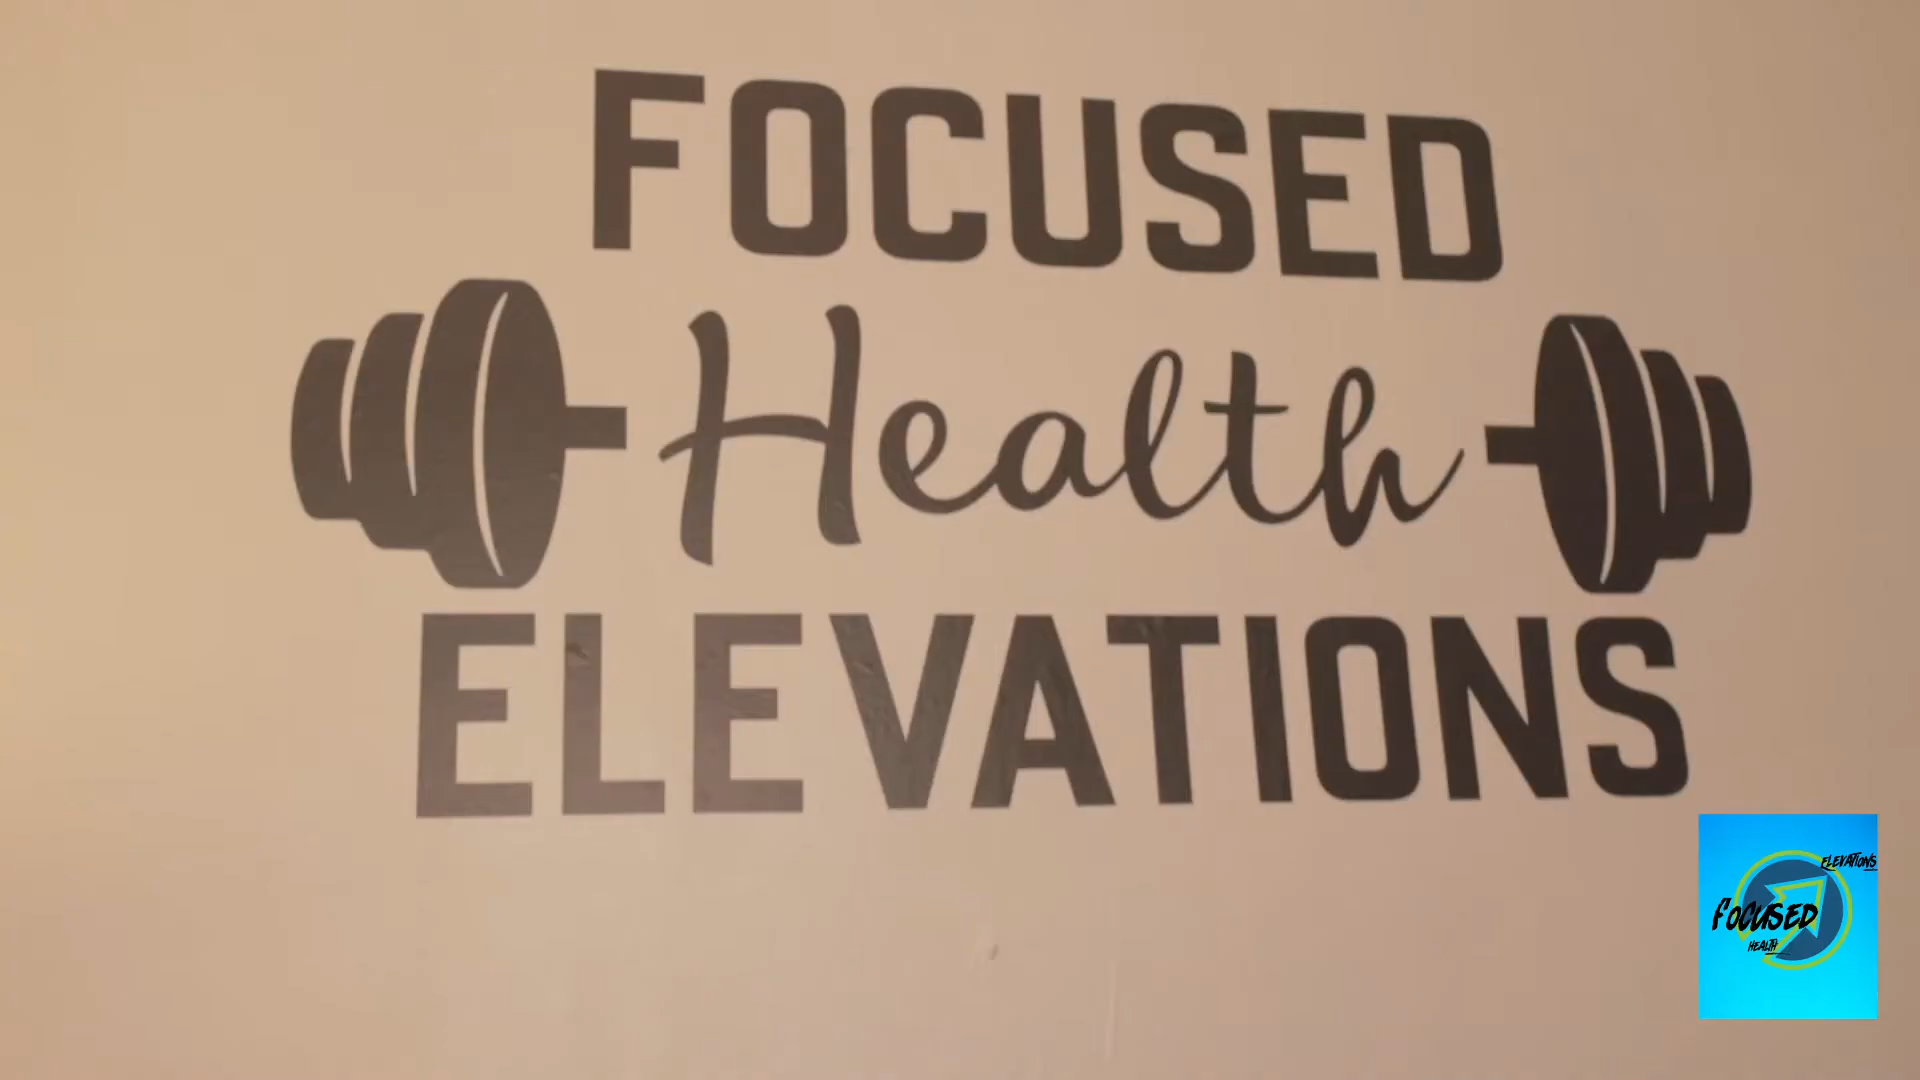 FOCUSED
Health
ELEVATIONS
ELEVATIONS
FOCUSED
HEALTH